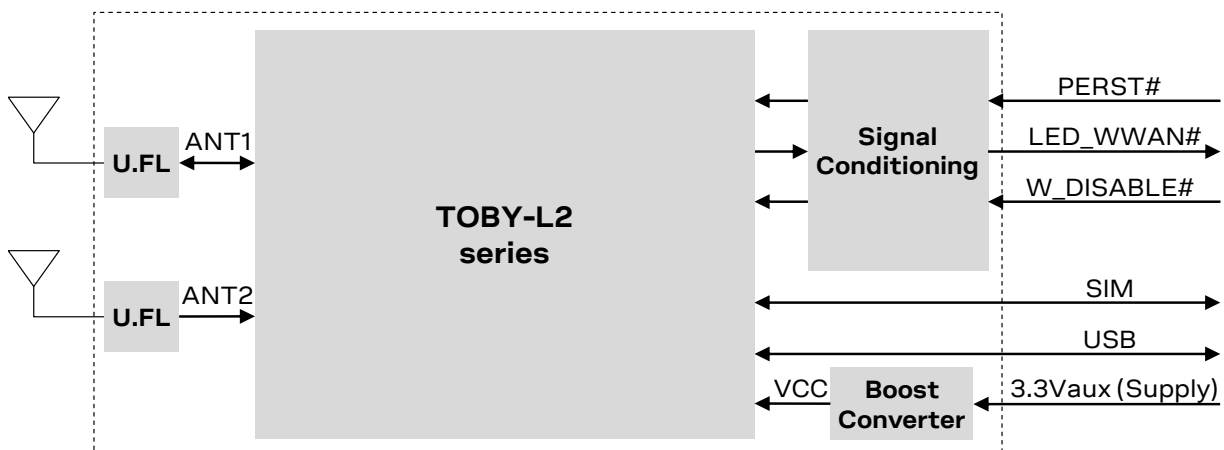 U.FL
ANT1
U.FL
ANT2
TOBY-L2
series
Signal
Conditioning
PERST#
LED_WWAN#
W_DISABLE#
SIM
USB
VCC
Boost
Converter
3.3Vaux (Supply)